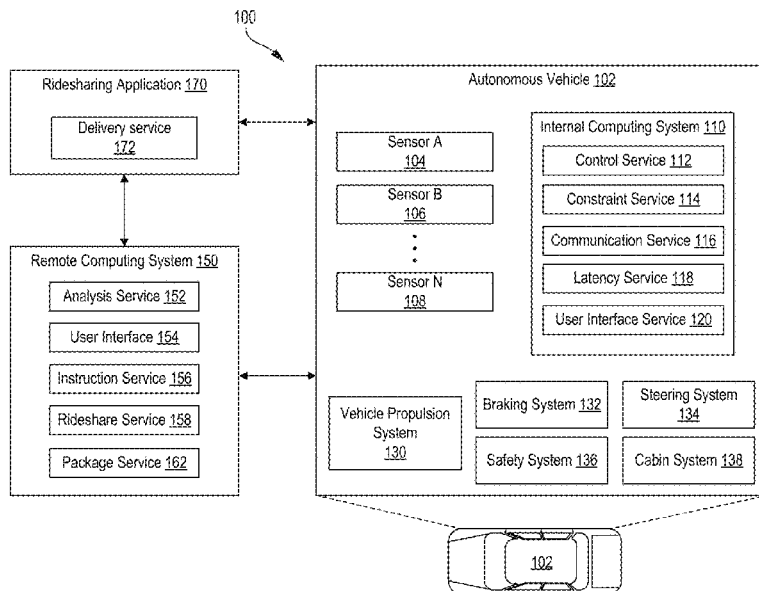 100
Ridesharing Application 170
Delivery service
172
Remote Computing System 150
Analysis Service 152
User Interface 154
Instruction Service 156
Rideshare Service 158
Package Service 162
Autonomous Vehicle 102
Sensor A
104
Sensor B
106
Sensor N
108
Internal Computing System 110
Control Service 112
Constraint Service 114
Communication Service 116
Latency Service 118
User Interface Service 120
Vehicle Propulsion
System
130
Braking System 132
Steering System
134
Safety System 136
Cabin System 138
102